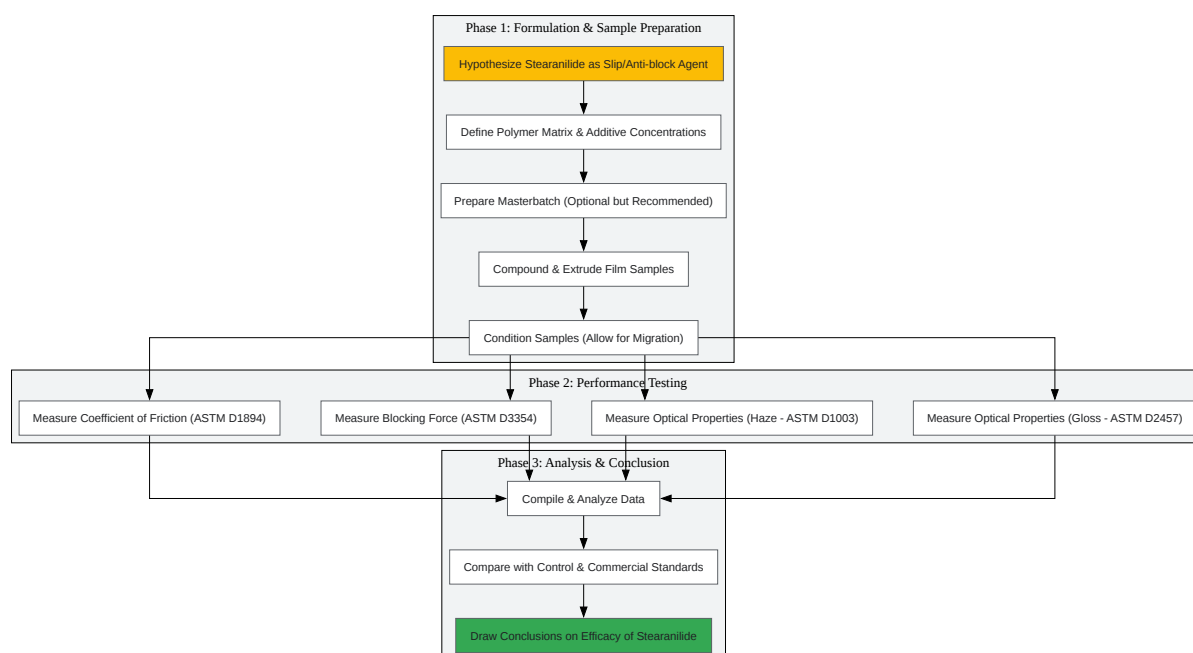 Phase 1: Formulation & Sample Preparation
Hypothesize Stearanilide as Slip/Anti-block Agent
Define Polymer Matrix & Additive Concentrations
Prepare Masterbatch (Optional but Recommended)
Compound & Extrude Film Samples
Condition Samples (Allow for Migration)
Phase 2: Performance Testing
Measure Coefficient of Friction (ASTM D1894)
Measure Blocking Force (ASTM D3354)
Measure Optical Properties (Haze - ASTM D1003)
Measure Optical Properties (Gloss - ASTM D2457)
Phase 3: Analysis & Conclusion
Compile & Analyze Data
Compare with Control & Commercial Standards
Draw Conclusions on Efficacy of Stearanilide